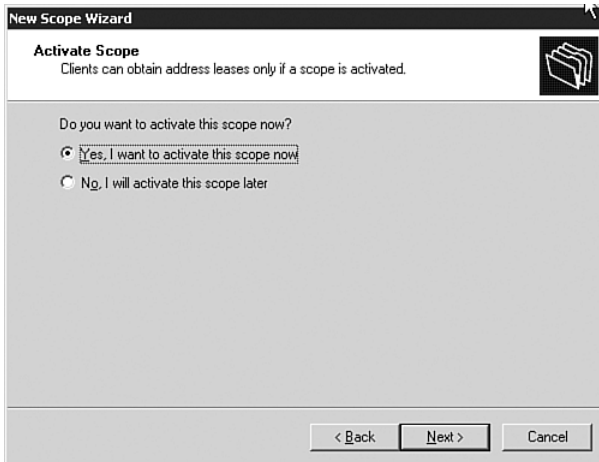 New Scope Wizard
Activate Scope
Clients can obtain address leases only if a scope is activated.
Do you want to activate this scope now?
Yes, I want to activate this scope now
No, I will activate this scope later
< Back
Next >
Cancel